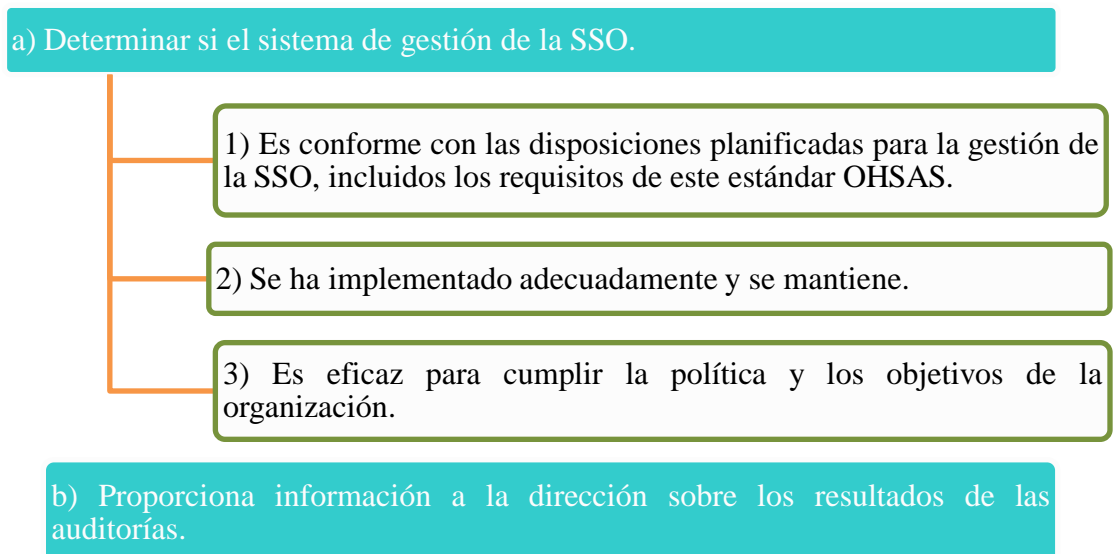 a) Determinar si el sistema de gestión de la SSO.
1) Es conforme con las disposiciones planificadas para la gestión de
la SSO, incluidos los requisitos de este estándar OHSAS.
2) Se ha implementado adecuadamente y se mantiene.
3) Es eficaz para cumplir la política y los objetivos de la
organización.
b) Proporciona información a la dirección sobre los resultados de las
auditorías.